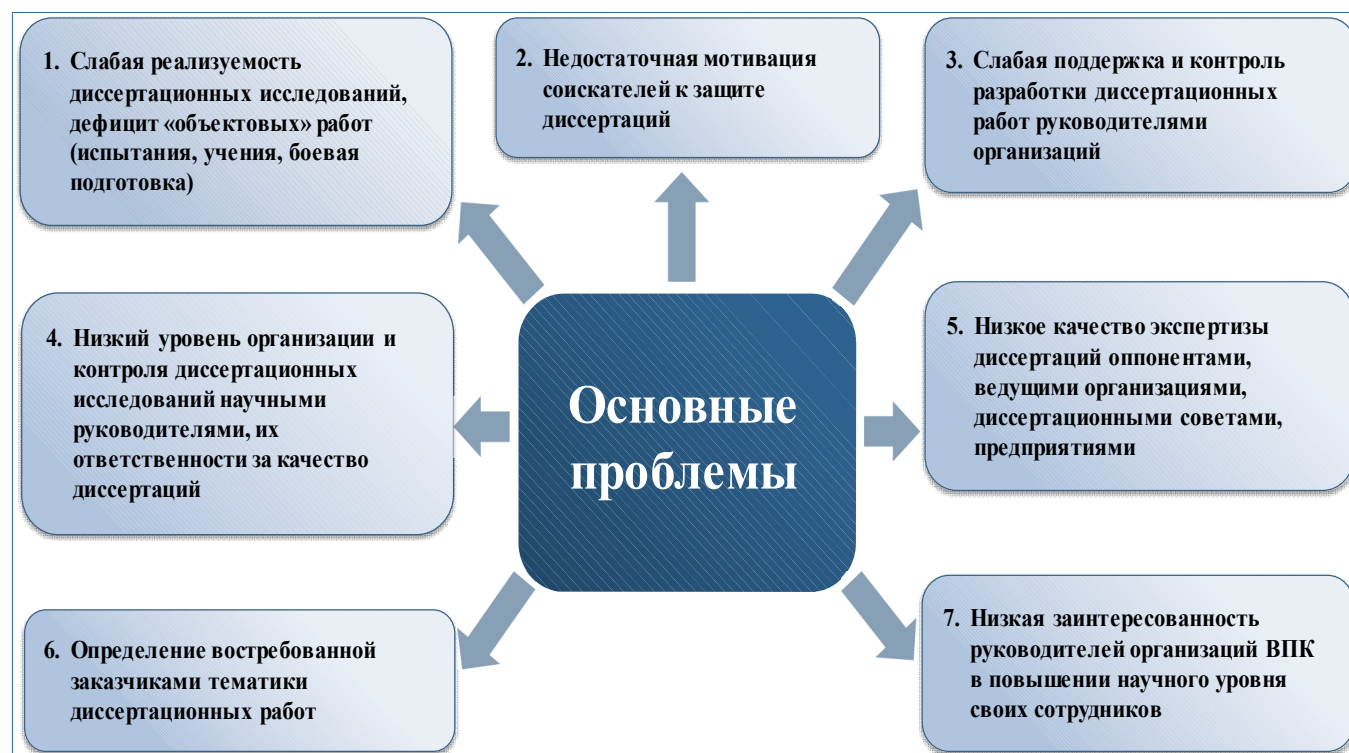 1. Слабая реализуемость
диссертационных исследований,
дефицит «объектовых» работ
(испытания, учения, боевая
подготовка)
2. Недостаточная мотивация
соискателей к защите
диссертаций
3. Слабая поддержка и контроль
разработки диссертационных
работ руководителями
организаций
4. Низкий уровень организации и
контроля диссертационных
исследований научными
руководителями, их
ответственности за качество
диссертаций
Основные
проблемы
5. Низкое качество экспертизы
диссертаций оппонентами,
ведущими организациями,
диссертационными советами,
предприятиями
6. Определение востребованной
заказчиками тематики
диссертационных работ
7. Низкая заинтересованность
руководителей организаций ВПК
в повышении научного уровня
своих сотрудников